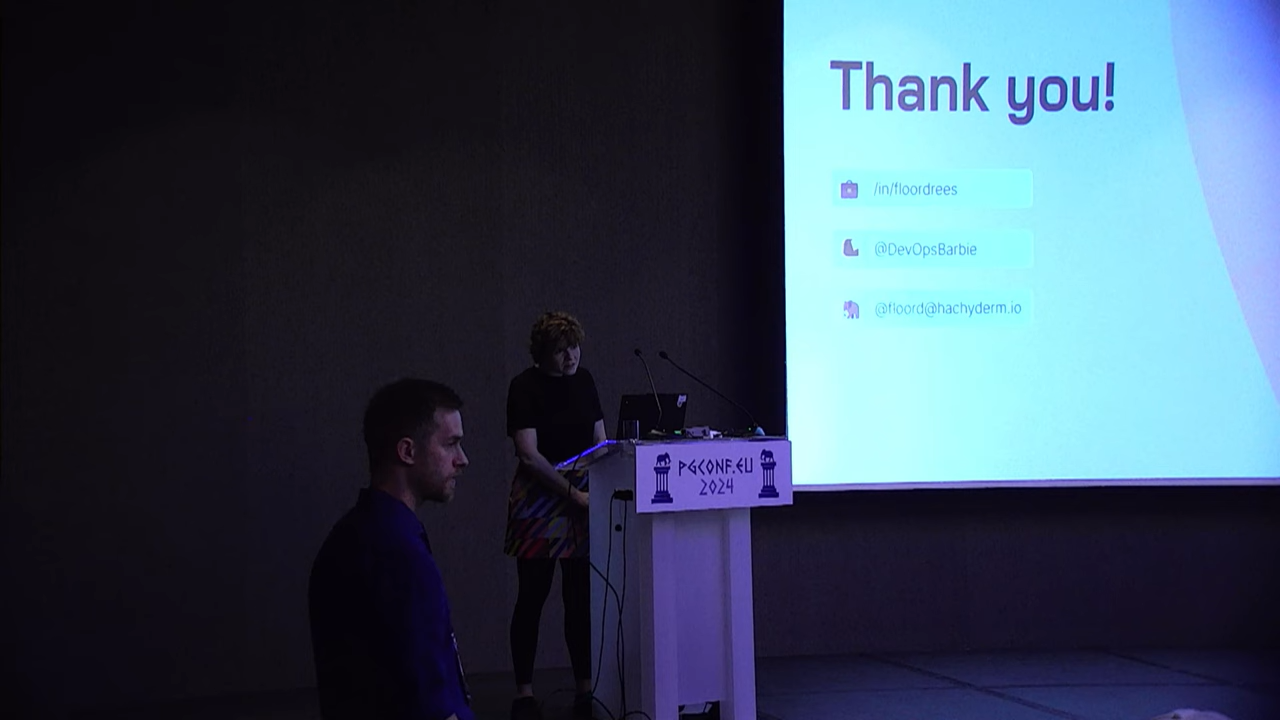 Thank you!
/in/floordrees
@DevOpsBarbie
@floord@hachyderm.io
PGCONF.EU
2024